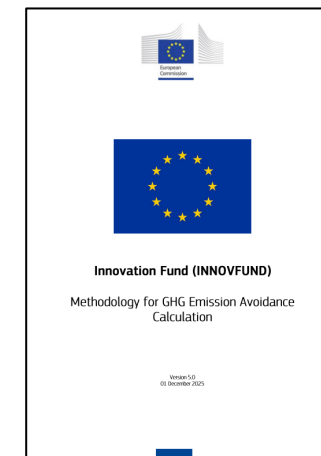 European
Commission
Innovation Fund (INNOVFUND)
Methodology for GHG Emission Avoidance
Calculation
Version 5.0
01 December 2025